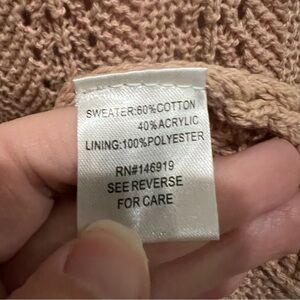 SWEATER:60%COTTON
40%ACRYLIC
LINING:100%POLYESTER
RN#146919
SEE REVERSE
FOR CARE